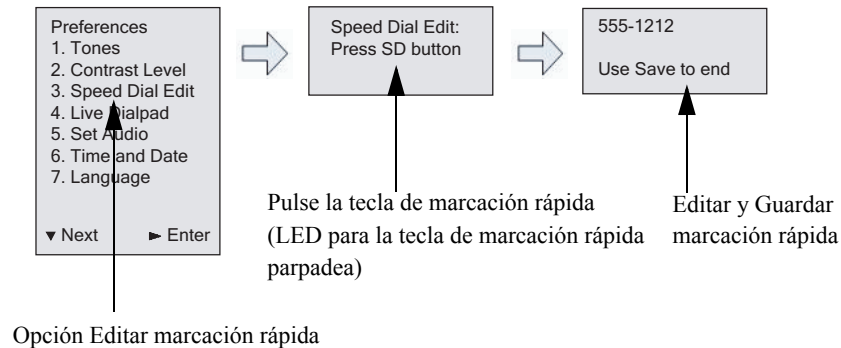 Preferences
1. Tones
2. Contrast Level
3. Speed Dial Edit
4. Live Dialpad
5. Set Audio
6. Time and Date
7. Language
▼ Next ► Enter
Speed Dial Edit:
Press SD button
555-1212
Use Save to end
Pulse la tecla de marcación rápida
(LED para la tecla de marcación rápida
parpadea)
Editar y Guardar
marcación rápida
Opción Editar marcación rápida